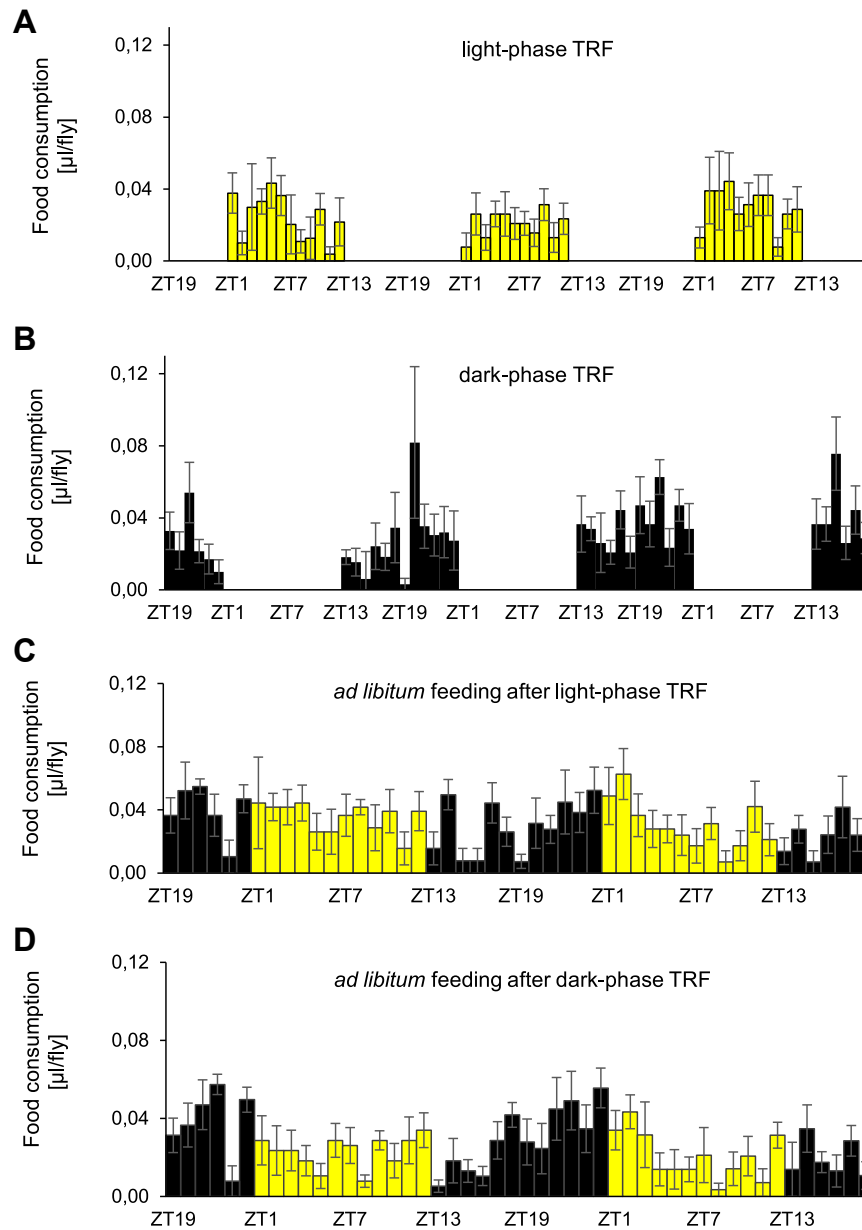 A
light-phase TRF
Food consumption
[µl/fly]
0,12
0,08
0,04
0,00
ZT19 ZT1 ZT7 ZT13 ZT19 ZT1 ZT7 ZT13 ZT19 ZT1 ZT7 ZT13
B
dark-phase TRF
Food consumption
[µl/fly]
0,12
0,08
0,04
0,00
ZT19 ZT1 ZT7 ZT13 ZT19 ZT1 ZT7 ZT13 ZT19 ZT1 ZT7 ZT13
C
ad libitum feeding after light-phase TRF
Food consumption
[µl/fly]
0,12
0,08
0,04
0,00
ZT19 ZT1 ZT7 ZT13 ZT19 ZT1 ZT7 ZT13
D
ad libitum feeding after dark-phase TRF
Food consumption
[µl/fly]
0,12
0,08
0,04
0,00
ZT19 ZT1 ZT7 ZT13 ZT19 ZT1 ZT7 ZT13